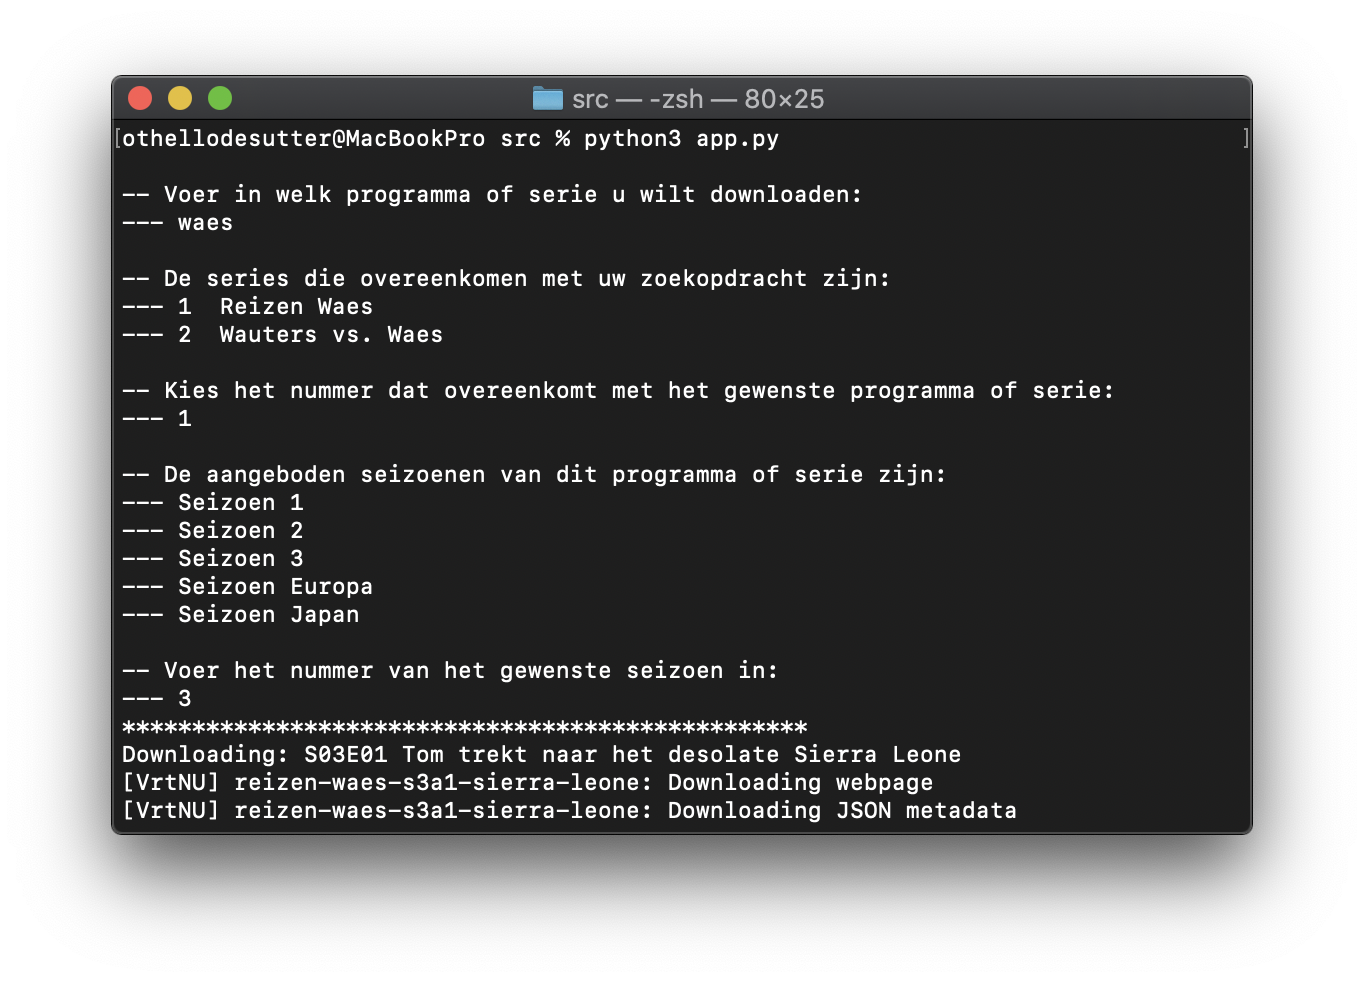 src — -zsh — 80×25
[othellodesutter@MacBookPro src % python3 app.py ]
-- Voer in welk programma of serie u wilt downloaden:
--- waes
-- De series die overeenkomen met uw zoekopdracht zijn:
--- 1  Reizen Waes
--- 2  Wauters vs. Waes
-- Kies het nummer dat overeenkomt met het gewenste programma of serie:
--- 1
-- De aangeboden seizoenen van dit programma of serie zijn:
--- Seizoen 1
--- Seizoen 2
--- Seizoen 3
--- Seizoen Europa
--- Seizoen Japan
-- Voer het nummer van het gewenste seizoen in:
--- 3
*************************************************
Downloading: S03E01 Tom trekt naar het desolate Sierra Leone
[VrtNU] reizen-waes-s3a1-sierra-leone: Downloading webpage
[VrtNU] reizen-waes-s3a1-sierra-leone: Downloading JSON metadata